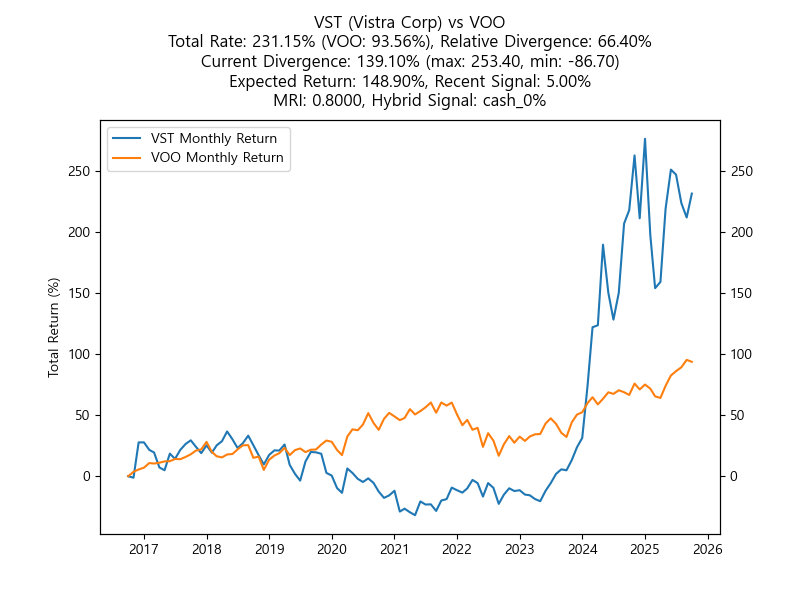 VST (Vistra Corp) vs VOO
Total Rate: 231.15% (VOO: 93.56%), Relative Divergence: 66.40%
Current Divergence: 139.10% (max: 253.40, min: -86.70)
Expected Return: 148.90%, Recent Signal: 5.00%
MRI: 0.8000, Hybrid Signal: cash_0%
VST Monthly Return
VOO Monthly Return
Total Return (%)
250
200
150
100
50
0
250
200
150
100
50
0
2017 2018 2019 2020 2021 2022 2023 2024 2025 2026